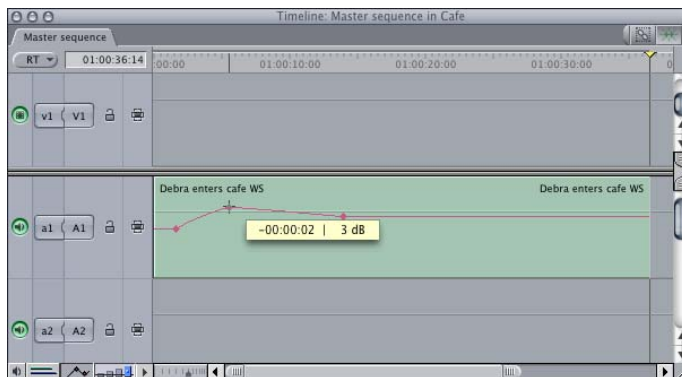 Timeline: Master sequence in Cafe
Master sequence
RT 01:00:36:14 :00:00 01:00:10:00 01:00:20:00 01:00:30:00 0
v1 V1
Debra enters cafe WS Debra enters cafe WS
a1 A1
-00:00:02 | 3 dB
a2 A2